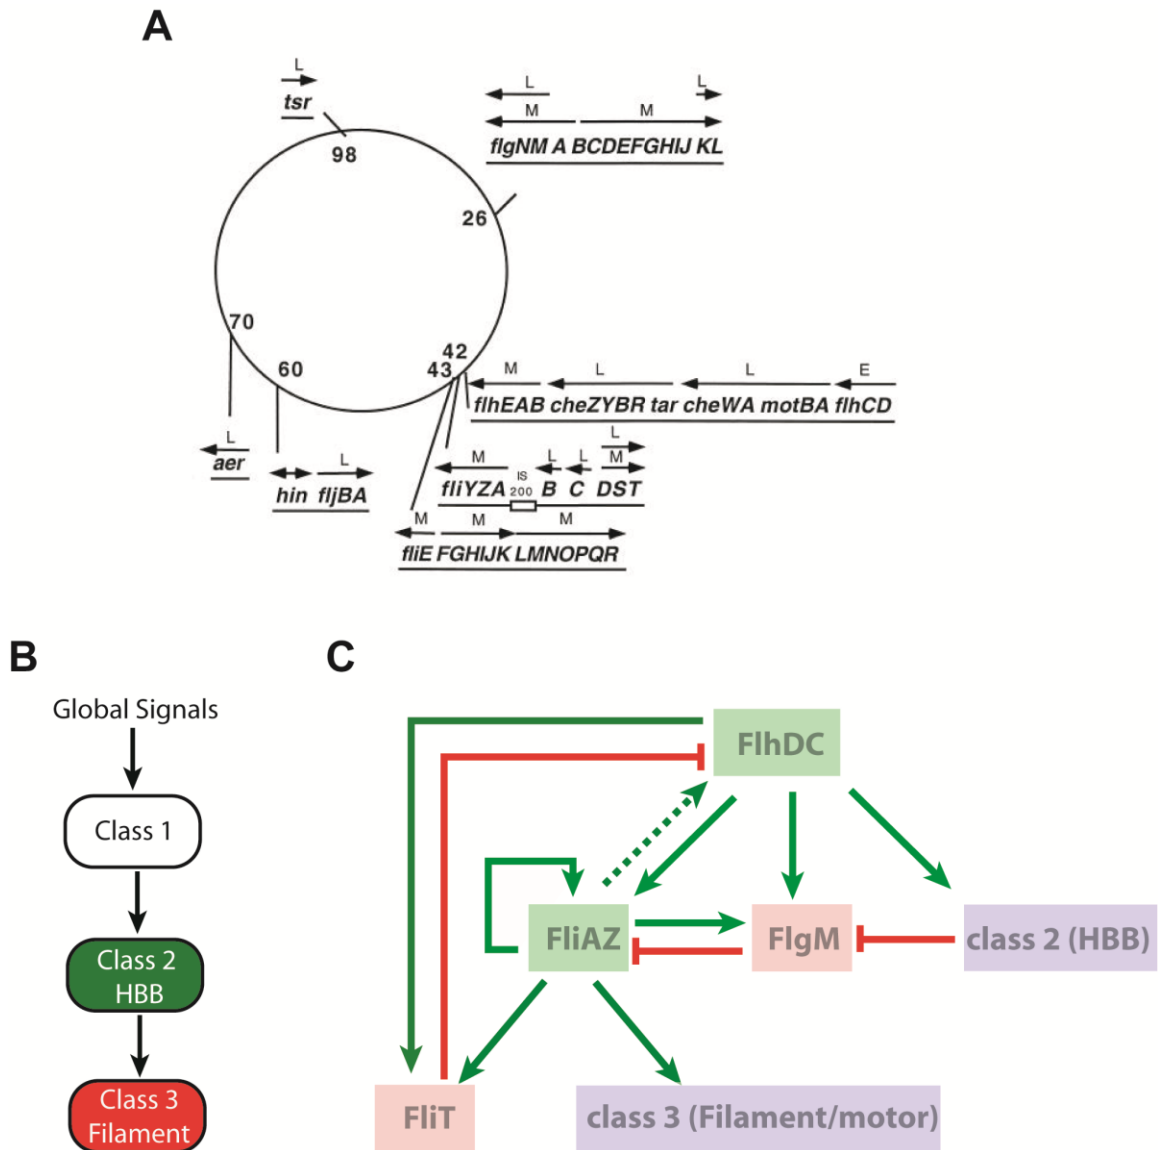 A
L
tsr
98
L L
M M
flgNM A BCDEFGHIJ KL
26
70
60
42
43
M L L E
flhEAB cheZYBR tar cheWA motBA flhCD
L
aer
L
hin fljBA
L
M L L M
fliYZA IS 200 B C DST
M M M
fliE FGHIJK LMNOPQR
B
Global Signals
Class 1
Class 2
HBB
Class 3
Filament
C
FlhDC
FliAZ FlgM class 2 (HBB)
FliT class 3 (Filament/motor)